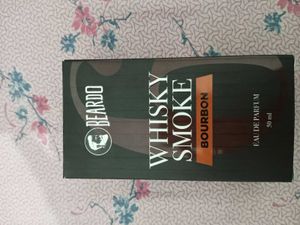 BEARDO
WHISKY
SMOKE
BOURBON
EAU DE PARFUM
50 ml